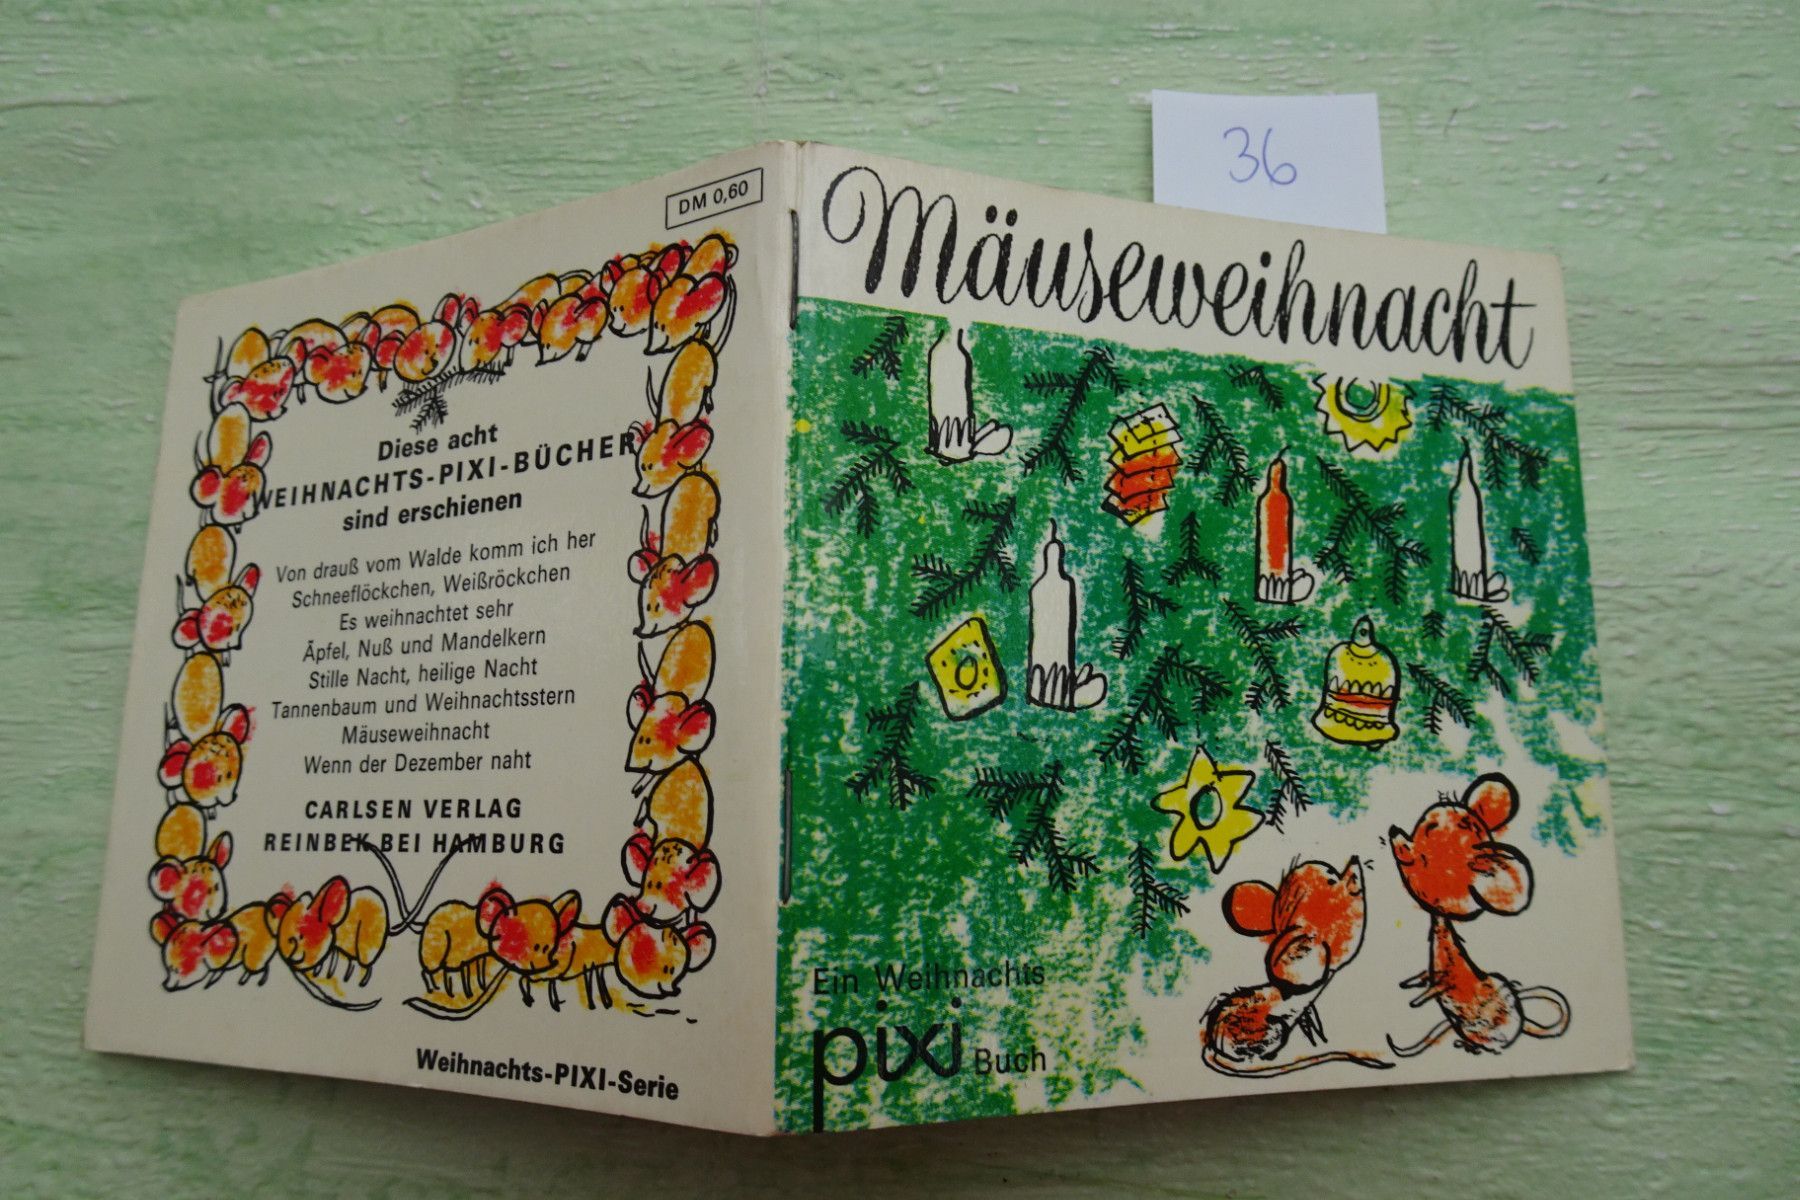 36
DM 0,60
Diese acht
WEIHNACHTS-PIXI-BÜCHER
sind erschienen
Von drauß vom Walde komm ich her
Schneeflöckchen, Weißröckchen
Es weihnachtet sehr
Äpfel, Nuß und Mandelkern
Stille Nacht, heilige Nacht
Tannenbaum und Weihnachtsstern
Mäuseweihnacht
Wenn der Dezember naht
CARLSEN VERLAG
REINBEK BEI HAMBURG
Weihnachts-PIXI-Serie
Mäuseweihnacht
Ein Weihnachts
pixi Buch